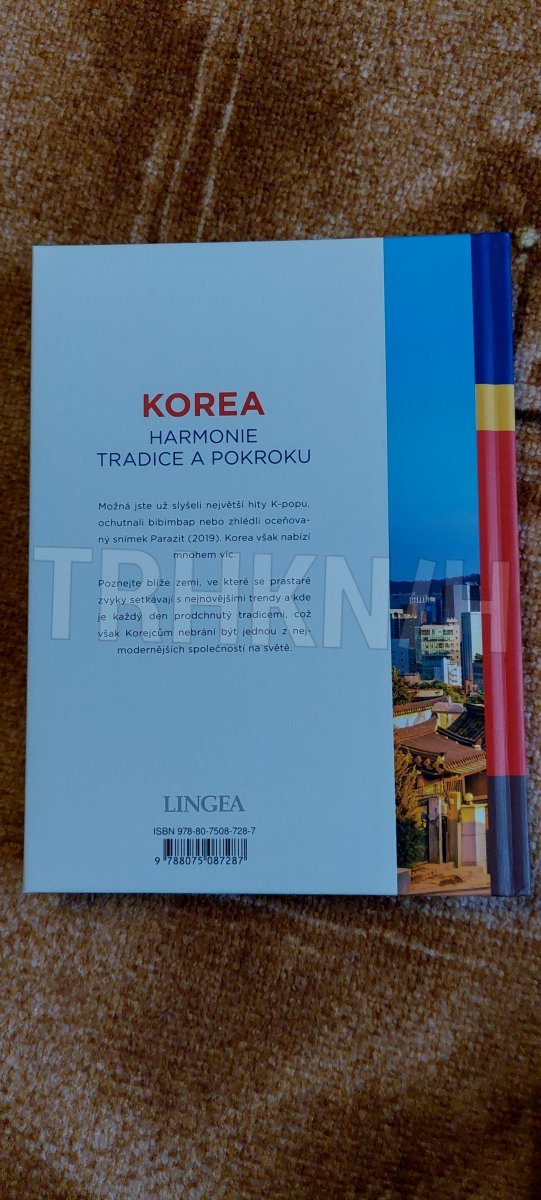 KOREA
HARMONIE
TRADICE A POKROKU
Možná jste už slyšeli největší hity K-popu,
ochutnali bibimbap nebo zhlédli oceňova-
ný snímek Parazit (2019). Korea však nabízí
mnohem víc.
TRHKN/H
Poznejte blíže zemi, ve které se prastaré
zvyky setkávají s nejnovějšími trendy a kde
je každý den prodchnutý tradicemi, což
však Korejcům nebrání být jednou z nej-
modernějších společností na světě.
LINGEA
ISBN 978-80-7508-728-7
9 788075 087287